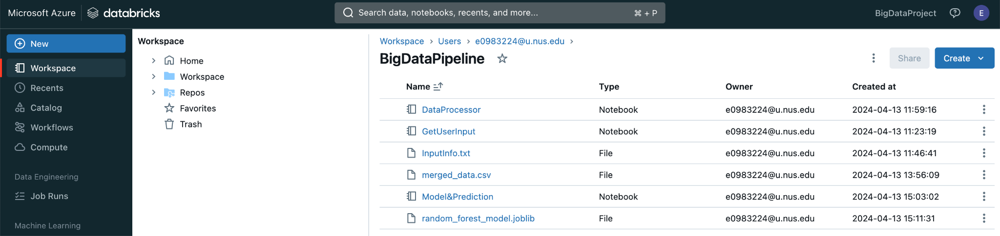 Microsoft Azure databricks Search data, notebooks, recents, and more... ⌘ + P BigDataProject E
New
Workspace
Recents
Catalog
Workflows
Compute
Data Engineering
Job Runs
Machine Learning
Workspace
Home
Workspace
Repos
Favorites
Trash
Workspace > Users > e0983224@u.nus.edu >
BigDataPipeline Share Create
Name Type Owner Created at
DataProcessor Notebook e0983224@u.nus.edu 2024-04-13 11:59:16
GetUserInput Notebook e0983224@u.nus.edu 2024-04-13 11:23:19
InputInfo.txt File e0983224@u.nus.edu 2024-04-13 11:46:41
merged_data.csv File e0983224@u.nus.edu 2024-04-13 13:56:09
Model&Prediction Notebook e0983224@u.nus.edu 2024-04-13 15:03:02
random_forest_model.joblib File e0983224@u.nus.edu 2024-04-13 15:11:31